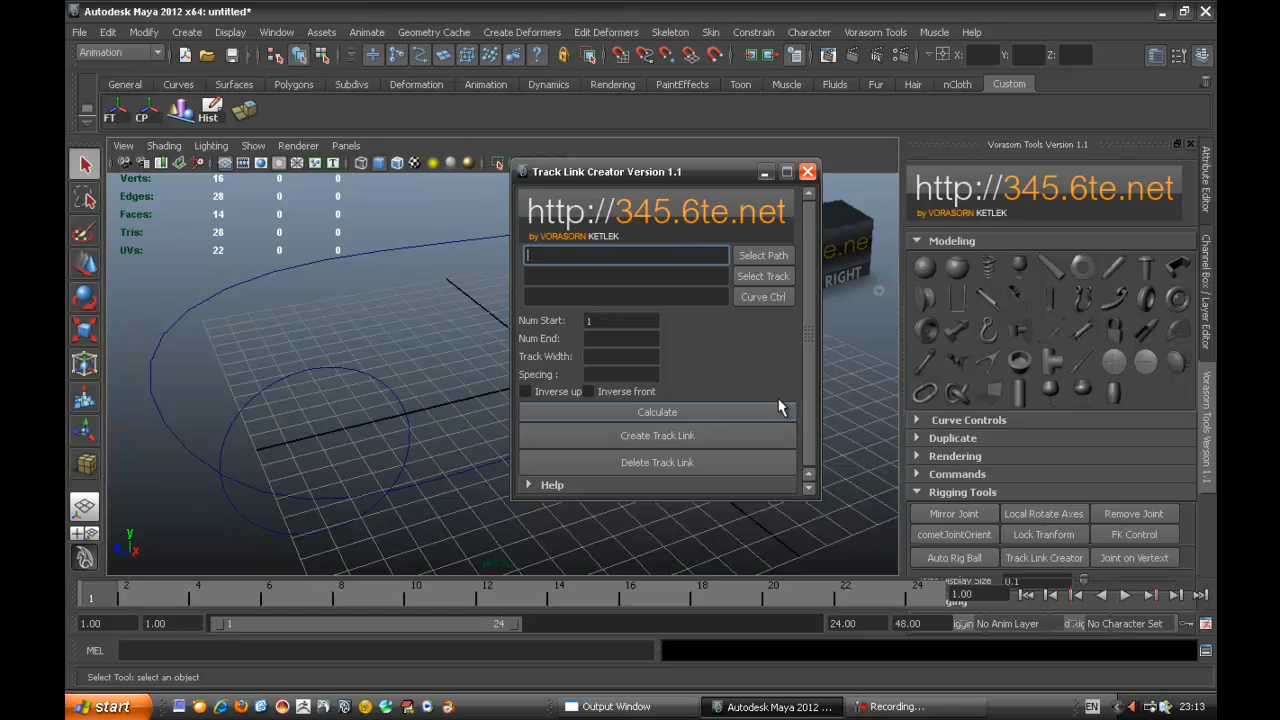 Autodesk Maya 2012 x64: untitled*
File Edit Modify Create Display Window Assets Animate Geometry Cache Create Deformers Edit Deformers Skeleton Skin Constrain Character Vorasorn Tools Muscle Help
Animation
General Curves Surfaces Polygons Subdivs Deformation Animation Dynamics Rendering PaintEffects Toon Muscle Fluids Fur Hair nCloth Custom
FT CP Hist
View Shading Lighting Show Renderer Panels
Verts: 16 0 0
Edges: 28 0 0
Faces: 14 0 0
Tris: 28 0 0
UVs: 22 0 0
RIGHT
Track Link Creator Version 1.1
http://345.6te.net
by VORASORN KETLEK
Select Path
Select Track
Curve Ctrl
Num Start: 1
Num End:
Track Width:
Specing :
Inverse up Inverse front
Calculate
Create Track Link
Delete Track Link
Help
Vorasorn Tools Version 1.1
http://345.6te.net
by VORASORN KETLEK
Modeling
Curve Controls
Duplicate
Rendering
Commands
Rigging Tools
Mirror Joint Local Rotate Axes Remove Joint
cometJointOrient Lock Tranform FK Control
Auto Rig Ball Track Link Creator Joint on Vertext
0.1
Attribute Editor
Channel Box / Layer Editor
Vorasorn Tools Version 1.1
1 2 4 6 8 10 12 14 16 18 20 22 24 1.00
1.00 1.00 1 24 24.00 48.00 No Anim Layer No Character Set
MEL
Select Tool: select an object
start Output Window Autodesk Maya 2012 ... Recording... EN 23:13